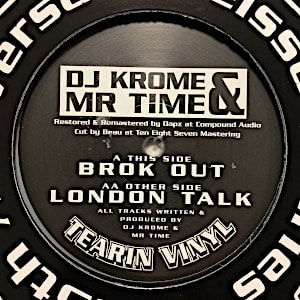 DJ KROME &
MR TIME
Restored & Remastered by Dapz at Compound Audio
Cut by Beau at Ten Eight Seven Mastering
A THIS SIDE
BROK OUT
AA OTHER SIDE
LONDON TALK
ALL TRACKS WRITTEN &
PRODUCED BY
DJ KROME &
MR TIME
TEARIN VINYL